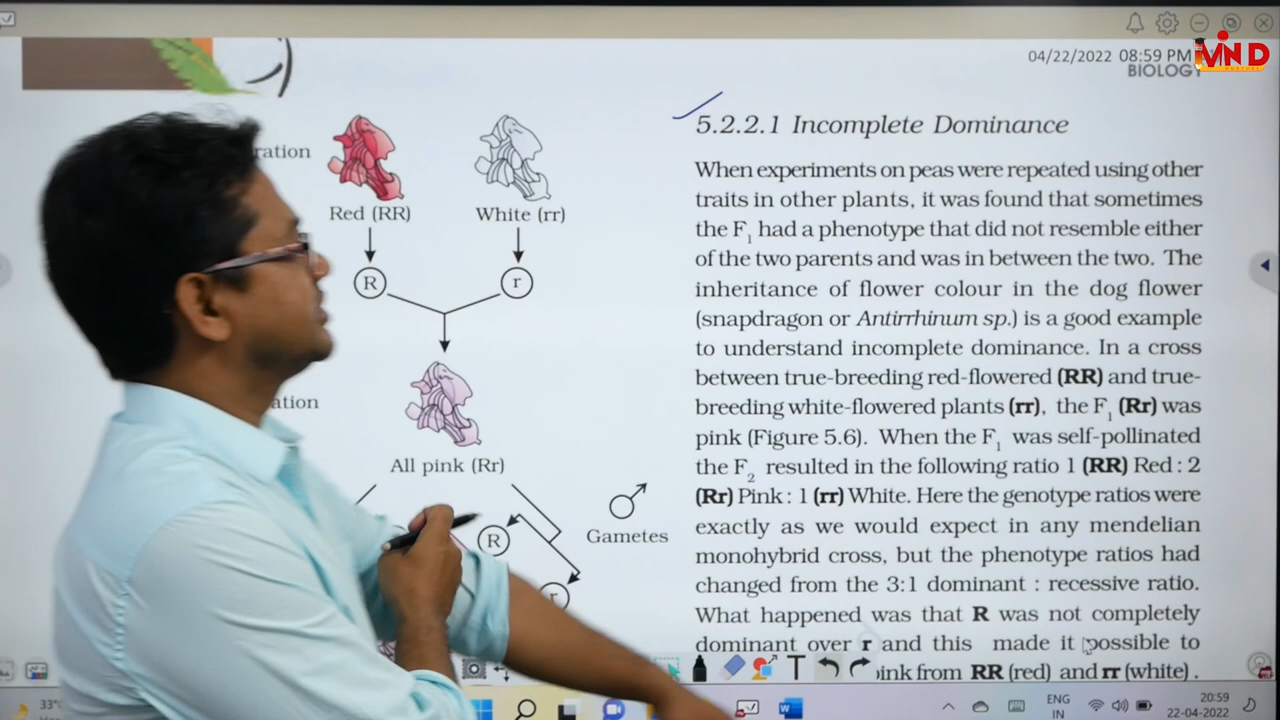 04/22/2022 08:59 PM
MIND
BIOLOGY
5.2.2.1 Incomplete Dominance
When experiments on peas were repeated using other
traits in other plants, it was found that sometimes
the F1 had a phenotype that did not resemble either
of the two parents and was in between the two. The
inheritance of flower colour in the dog flower
(snapdragon or Antirrhinum sp.) is a good example
to understand incomplete dominance. In a cross
between true-breeding red-flowered (RR) and true-
breeding white-flowered plants (rr), the F1 (Rr) was
pink (Figure 5.6). When the F1 was self-pollinated
the F2 resulted in the following ratio 1 (RR) Red : 2
(Rr) Pink : 1 (rr) White. Here the genotype ratios were
exactly as we would expect in any mendelian
monohybrid cross, but the phenotype ratios had
changed from the 3:1 dominant : recessive ratio.
What happened was that R was not completely
dominant over r and this made it possible to
pink from RR (red) and rr (white).
ration
Red (RR)
White (rr)
R
r
ation
All pink (Rr)
R
r
Gametes
T
33°
ENG
IN
20:59
22-04-2022